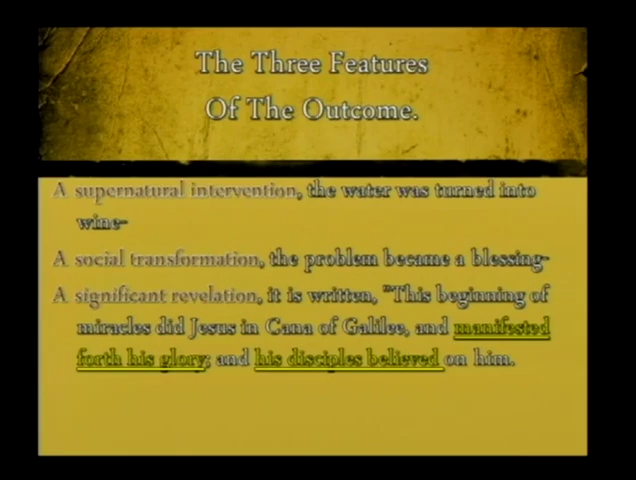 The Three Features
Of The Outcome.
A supernatural intervention, the water was turned into
wine-
A social transformation, the problem became a blessing-
A significant revelation, it is written, "This beginning of
miracles did Jesus in Cana of Galilee, and manifested
forth his glory; and his disciples believed on him.